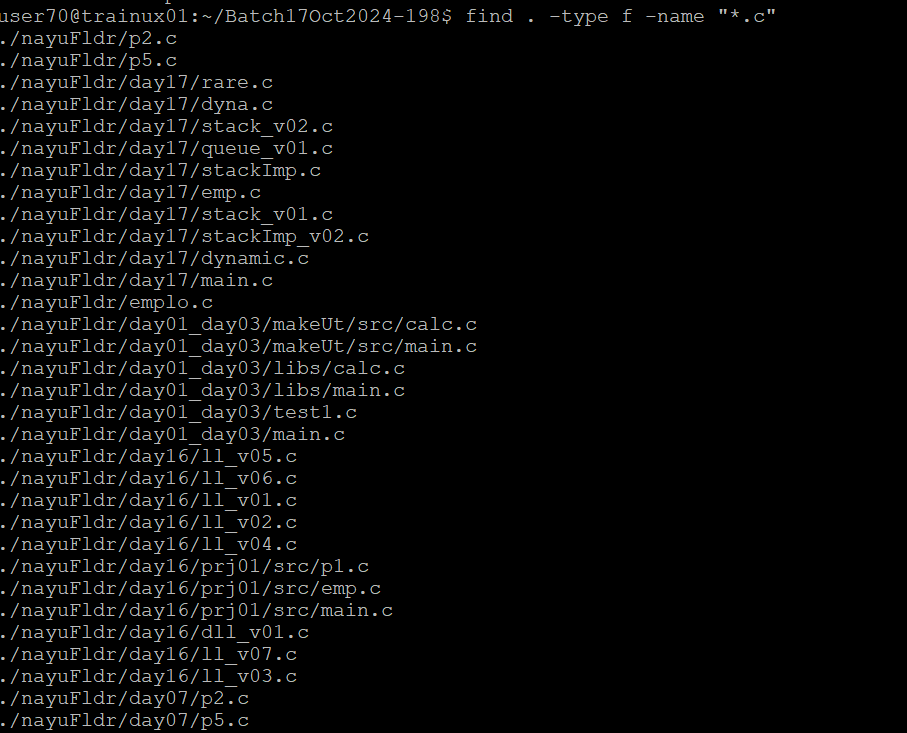 user70@trainux01:~/Batch17Oct2024-198$ find . -type f -name "*.c"
./nayuFldr/p2.c
./nayuFldr/p5.c
./nayuFldr/day17/rare.c
./nayuFldr/day17/dyna.c
./nayuFldr/day17/stack_v02.c
./nayuFldr/day17/queue_v01.c
./nayuFldr/day17/stackImp.c
./nayuFldr/day17/emp.c
./nayuFldr/day17/stack_v01.c
./nayuFldr/day17/stackImp_v02.c
./nayuFldr/day17/dynamic.c
./nayuFldr/day17/main.c
./nayuFldr/emplo.c
./nayuFldr/day01_day03/makeUt/src/calc.c
./nayuFldr/day01_day03/makeUt/src/main.c
./nayuFldr/day01_day03/libs/calc.c
./nayuFldr/day01_day03/libs/main.c
./nayuFldr/day01_day03/test1.c
./nayuFldr/day01_day03/main.c
./nayuFldr/day16/ll_v05.c
./nayuFldr/day16/ll_v06.c
./nayuFldr/day16/ll_v01.c
./nayuFldr/day16/ll_v02.c
./nayuFldr/day16/ll_v04.c
./nayuFldr/day16/prj01/src/p1.c
./nayuFldr/day16/prj01/src/emp.c
./nayuFldr/day16/prj01/src/main.c
./nayuFldr/day16/dll_v01.c
./nayuFldr/day16/ll_v07.c
./nayuFldr/day16/ll_v03.c
./nayuFldr/day07/p2.c
./nayuFldr/day07/p5.c